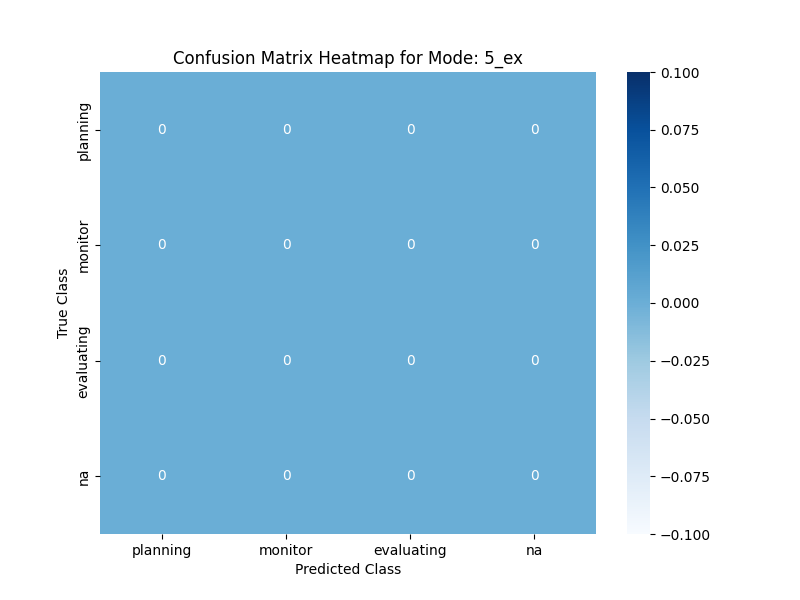 Confusion Matrix Heatmap for Mode: 5_ex
True Class
planning
0 0 0 0
monitor
0 0 0 0
evaluating
0 0 0 0
na
0 0 0 0
planning monitor evaluating na
Predicted Class
0.100
0.075
0.050
0.025
0.000
−0.025
−0.050
−0.075
−0.100